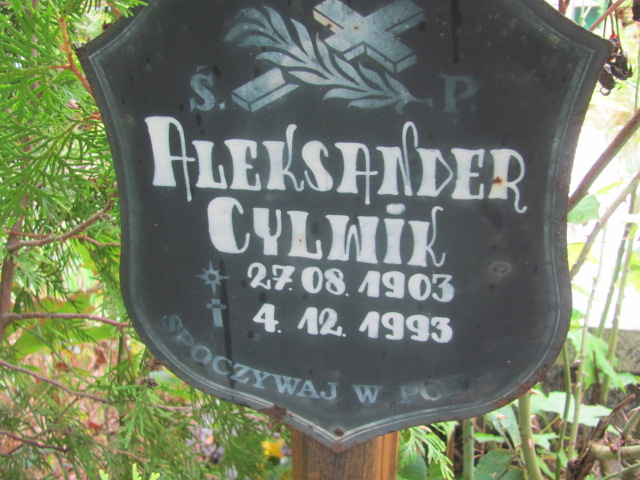 Ś. P.
ALEKSANDER
CYLWIK
27.08.1903
4.12.1993
SPOCZYWAJ W